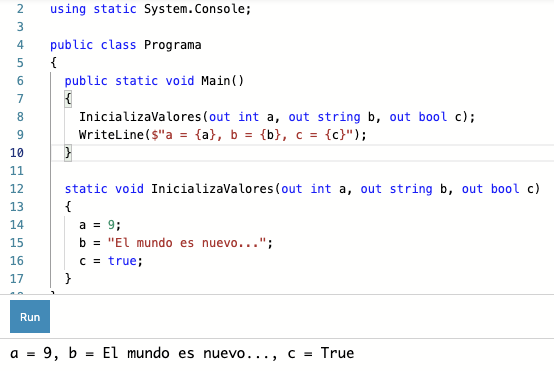 2 using static System.Console;
3
4 public class Programa
5 {
6 public static void Main()
7 {
8 InicializaValores(out int a, out string b, out bool c);
9 WriteLine($"a = {a}, b = {b}, c = {c}");
10 }
11
12 static void InicializaValores(out int a, out string b, out bool c)
13 {
14 a = 9;
15 b = "El mundo es nuevo...";
16 c = true;
17 }
Run
a = 9, b = El mundo es nuevo..., c = True